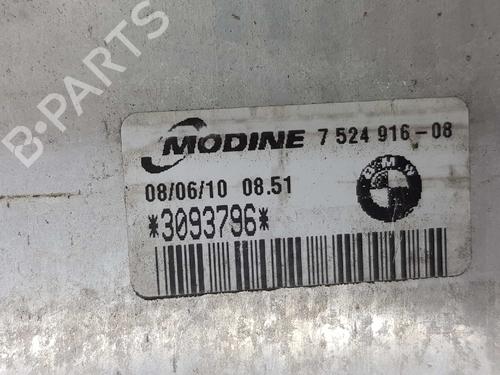 B-PARTS
MODINE 7 524 916-08
08/06/10 08.51
BMW
*3093796*